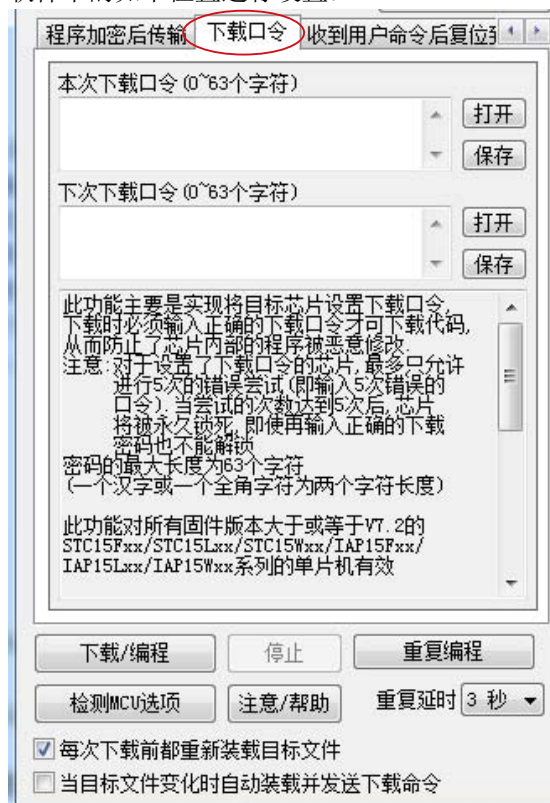 程序加密后传输 下载口令 收到用户命令后复位到
本次下载口令(0~63个字符)
打开
保存
下次下载口令(0~63个字符)
打开
保存
此功能主要是实现将目标芯片设置下载口令,
下载时必须输入正确的下载口令才可下载代码,
从而防止了芯片内部的程序被恶意修改.
注意:对于设置了下载口令的芯片,最多只允许
进行5次的错误尝试(即输入5次错误的
口令).当尝试的次数达到5次后,芯片
将被永久锁死,即使再输入正确的下载
密码也不能解锁
密码的最大长度为63个字符
(一个汉字或一个全角字符为两个字符长度)
此功能对所有固件版本大于或等于V7.2的
STC15Fxx/STC15Lxx/STC15Wxx/IAP15Fxx/
IAP15Lxx/IAP15Wxx系列的单片机有效
下载/编程 停止 重复编程
检测MCU选项 注意/帮助 重复延时 3 秒
每次下载前都重新装载目标文件
当目标文件变化时自动装载并发送下载命令